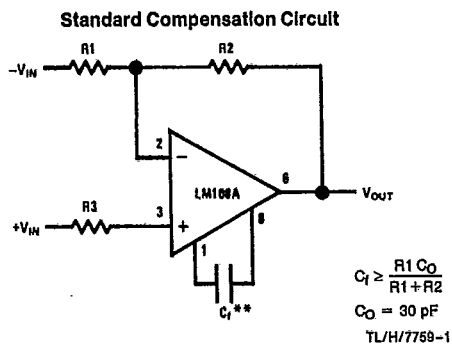 Standard Compensation Circuit
R1
R2
−VIN
2
−
LM108A
6
VOUT
R3
3
+
8
+VIN
1
Cf**
Cf ≥ R1 CO
R1+R2
CO = 30 pF
TL/H/7759–1